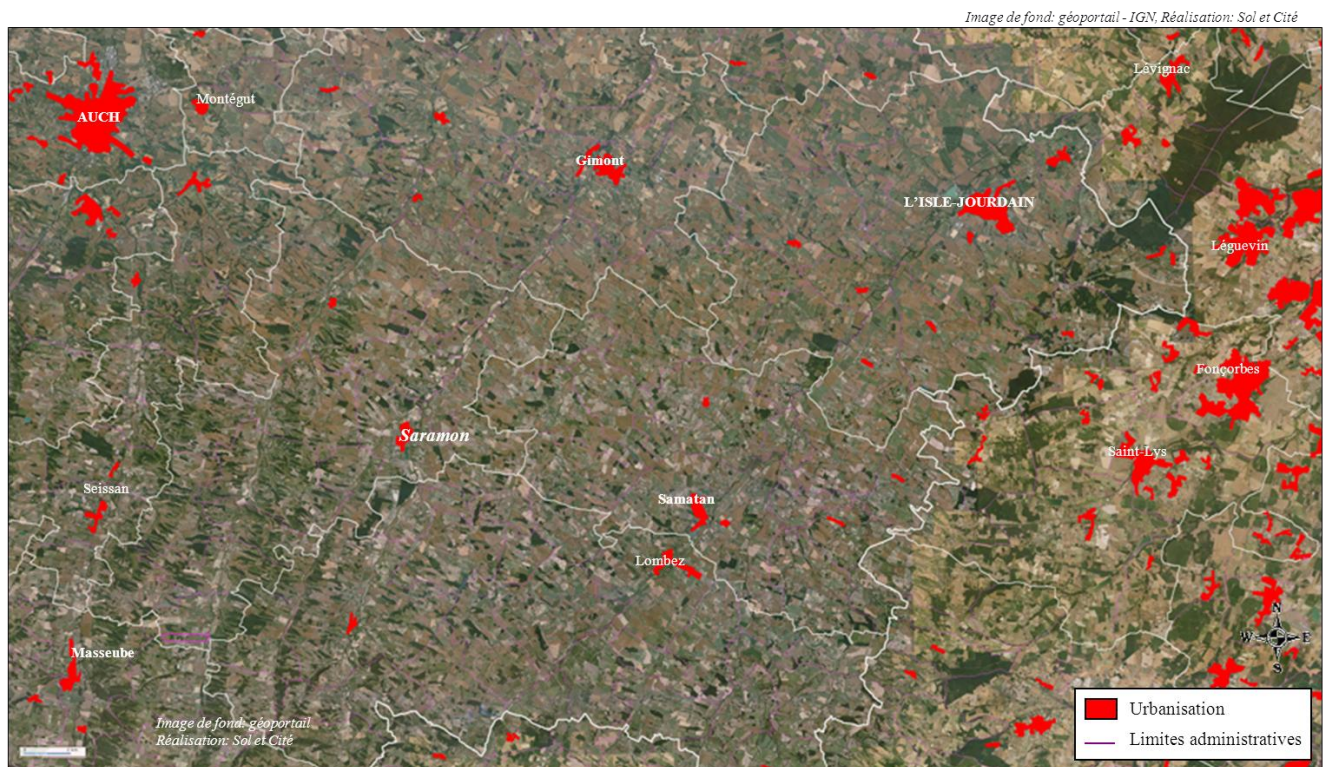 Image de fond: géoportail - IGN, Réalisation: Sol et Cité
Lévignac
Montégut
AUCH
Gimont
L'ISLE-JOURDAIN
Léguevin
Fonçorbes
Saramon
Saint-Lys
Seissan
Samatan
Lombez
N
W E
S
Masseube
Image de fond: géoportail
Réalisation: Sol et Cité
Urbanisation
Limites administratives